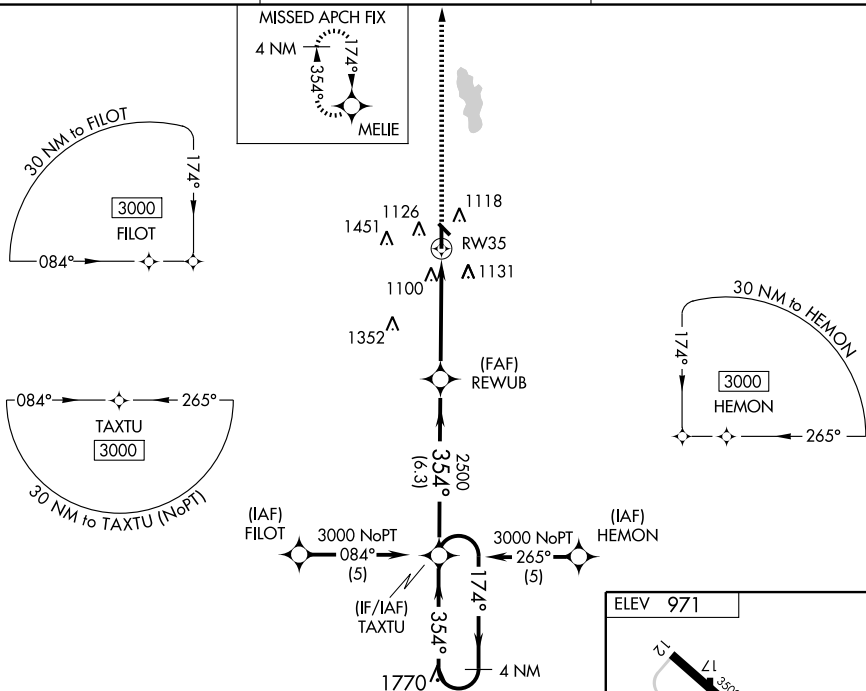 MISSED APCH FIX
4 NM
174°
354°
MELIE
30 NM to FILOT
174°
3000
FILOT
084°
1126
1118
1451
RW35
1100
1131
1352
(FAF)
REWUB
30 NM to HEMON
174°
3000
HEMON
265°
084°
265°
TAXTU
3000
30 NM to TAXTU (NoPT)
2500
354°
(6.3)
(IAF)
FILOT
3000 NoPT
084°
(5)
3000 NoPT
265°
(5)
(IAF)
HEMON
(IF/IAF)
TAXTU
174°
354°
4 NM
1770
ELEV 971
12
17